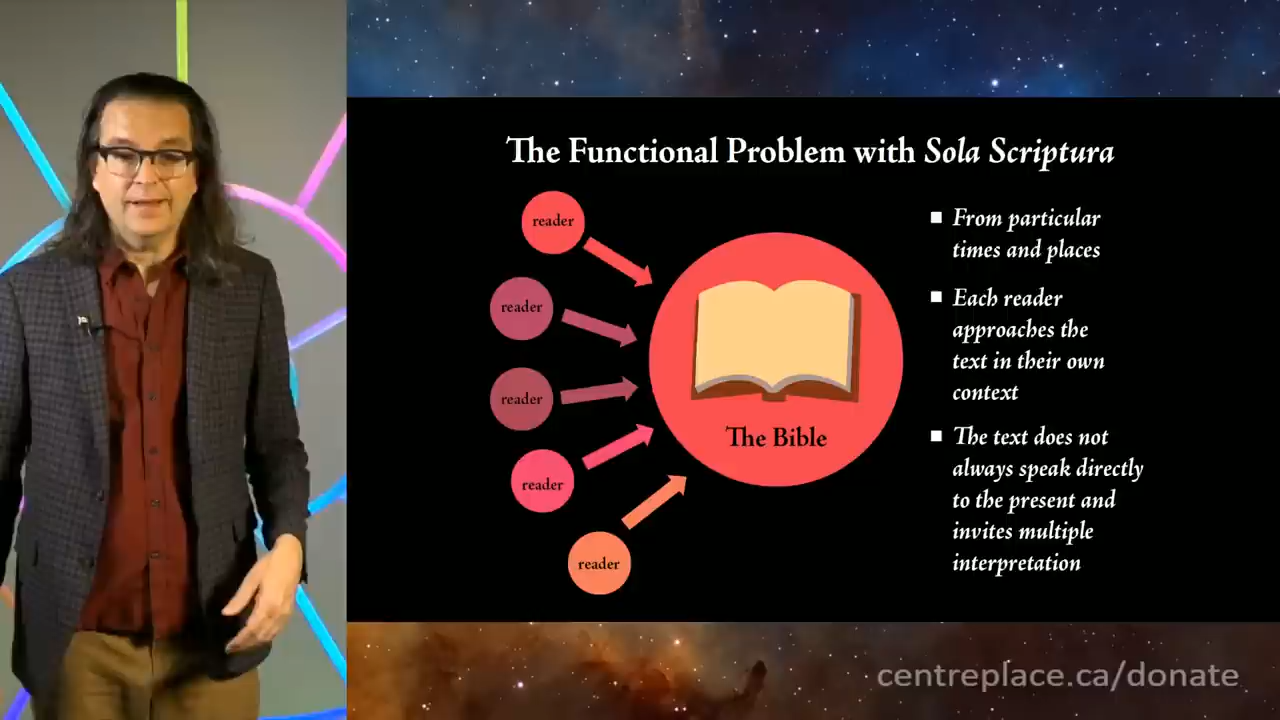 The Functional Problem with Sola Scriptura
reader
reader
reader
reader
reader
The Bible
From particular
times and places
Each reader
approaches the
text in their own
context
The text does not
always speak directly
to the present and
invites multiple
interpretation
centreplace.ca/donate